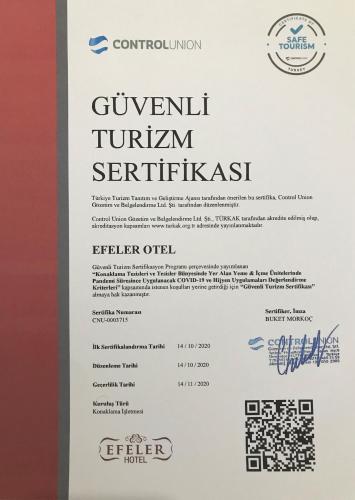 CONTROLUNION
CERTIFICATE OF
SAFE
TOURISM
TURKEY
GÜVENLİ
TURİZM
SERTİFİKASI
Türkiye Turizm Tanıtım ve Geliştirme Ajansı tarafından önerilen bu sertifika, Control Union
Gözetim ve Belgelendirme Ltd. Şti. tarafından düzenlenmiştir.
Control Union Gözetim ve Belgelendirme Ltd. Şti., TÜRKAK tarafından akredite edilmiş olup,
akreditasyon kapsamları www.turkak.org.tr adresinde yayınlanmaktadır.
EFELER OTEL
Güvenli Turizm Sertifikasyon Programı çerçevesinde yayınlanan
"Konaklama Tesisleri ve Tesisler Bünyesinde Yer Alan Yeme & İçme Ünitelerinde
Pandemi Süresince Uygulanacak COVID-19 ve Hijyen Uygulamaları Değerlendirme
Kriterleri" kapsamında istenen koşulları yerine getirdiği için "Güvenli Turizm Sertifikası"
almaya hak kazanmıştır.
Sertifika Numarası
CNU-0003715
Sertifiker, İmza
BUKET MORKOÇ
İlk Sertifikalandırma Tarihi 14 / 10 / 2020
Düzenleme Tarihi 14 / 10 / 2020
Geçerlilik Tarihi 14 / 11 / 2020
CONTROLUNION
Kuruluş Türü
Konaklama İşletmesi
EFELER
HOTEL